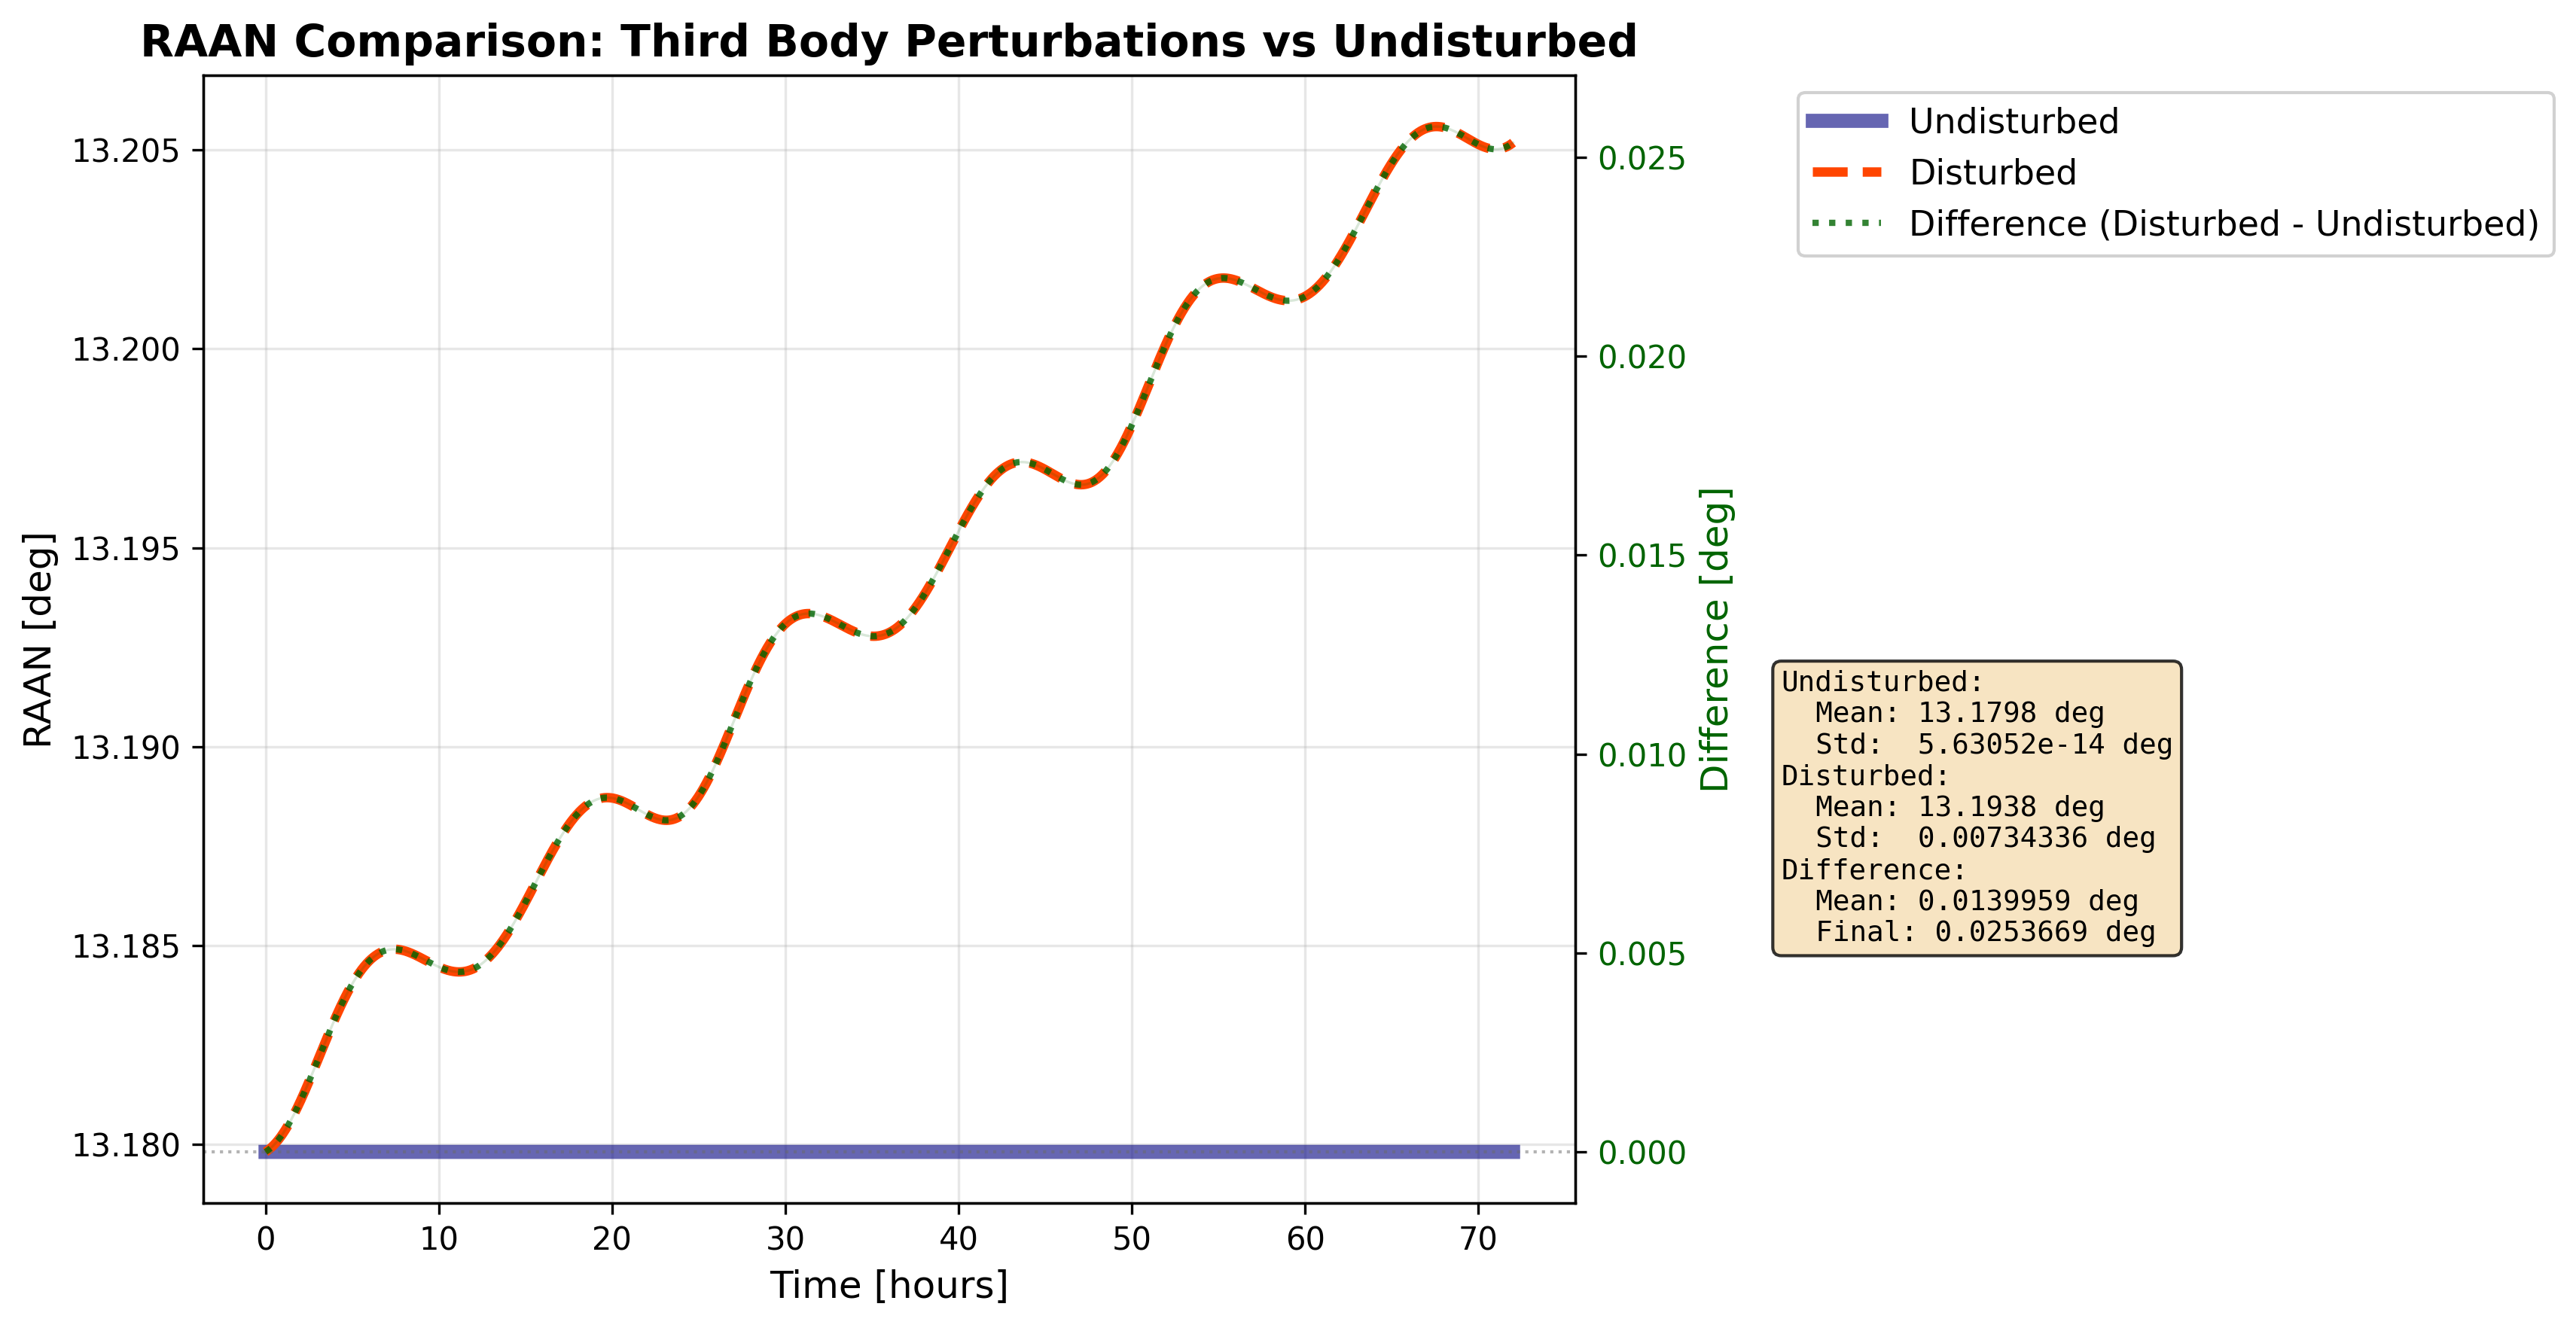 RAAN Comparison: Third Body Perturbations vs Undisturbed
Undisturbed
Disturbed
Difference (Disturbed - Undisturbed)
RAAN [deg]
13.205
13.200
13.195
13.190
13.185
13.180
0.025
0.020
0.015
0.010
0.005
0.000
Difference [deg]
Undisturbed:
Mean: 13.1798 deg
Std: 5.63052e-14 deg
Disturbed:
Mean: 13.1938 deg
Std: 0.00734336 deg
Difference:
Mean: 0.0139959 deg
Final: 0.0253669 deg
0 10 20 30 40 50 60 70
Time [hours]